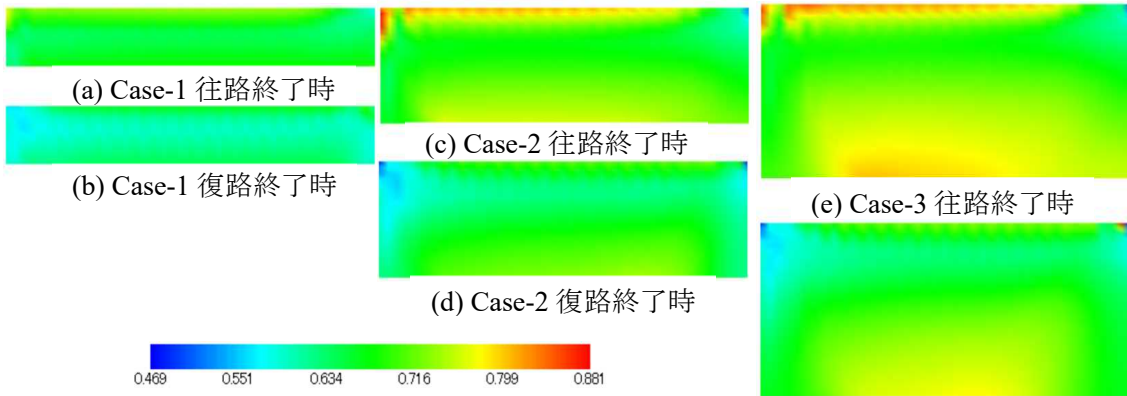 (a) Case-1 往路終了時
(b) Case-1 復路終了時
(c) Case-2 往路終了時
(d) Case-2 復路終了時
(e) Case-3 往路終了時
0.469 0.551 0.634 0.716 0.799 0.881